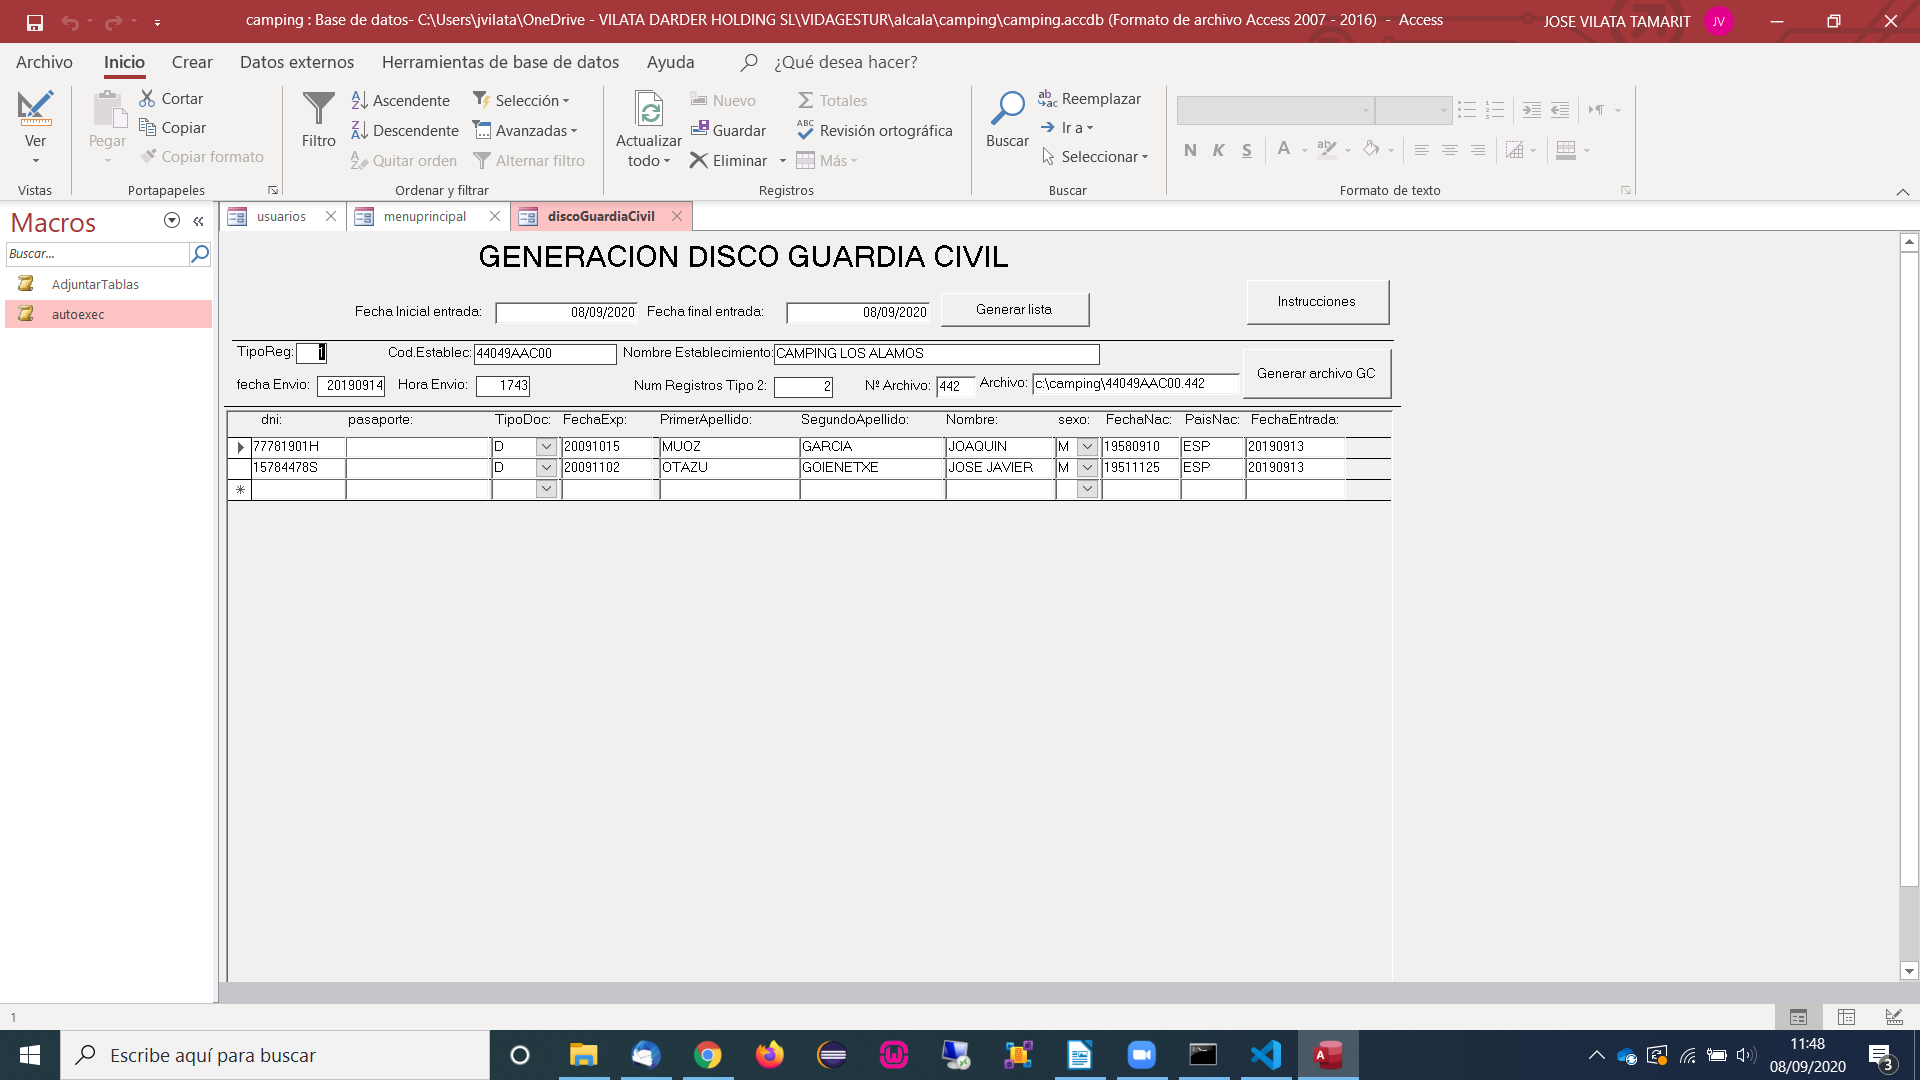 camping : Base de datos- C:\Users\jvilata\OneDrive - VILATA DARDER HOLDING SL\VIDAGESTUR\alcala\camping\camping.accdb (Formato de archivo Access 2007 - 2016) - Access
JOSE VILATA TAMARIT JV
Archivo Inicio Crear Datos externos Herramientas de base de datos Ayuda ¿Qué desea hacer?
Ver
Vistas
Pegar
Cortar
Copiar
Copiar formato
Portapapeles
Filtro
Ascendente
Descendente
Quitar orden
Selección
Avanzadas
Alternar filtro
Ordenar y filtrar
Actualizar
todo
Nuevo
Guardar
Eliminar
Totales
Revisión ortográfica
Más
Registros
Buscar
Reemplazar
Ir a
Seleccionar
Buscar
N K S A
Formato de texto
Macros
Buscar...
AdjuntarTablas
autoexec
usuarios menuprincipal discoGuardiaCivil
GENERACION DISCO GUARDIA CIVIL
Fecha Inicial entrada: 08/09/2020 Fecha final entrada: 08/09/2020 Generar lista Instrucciones
TipoReg: 1 Cod.Establec: 44049AAC00 Nombre Establecimiento: CAMPING LOS ALAMOS
fecha Envio: 20190914 Hora Envio: 1743 Num Registros Tipo 2: 2 Nº Archivo: 442 Archivo: c:\camping\44049AAC00.442 Generar archivo GC
dni: pasaporte: TipoDoc: FechaExp: PrimerApellido: SegundoApellido: Nombre: sexo: FechaNac: PaisNac: FechaEntrada:
77781901H D 20091015 MUOZ GARCIA JOAQUIN M 19580910 ESP 20190913
15784478S D 20091102 OTAZU GOIENETXE JOSE JAVIER M 19511125 ESP 20190913
1
Escribe aquí para buscar
11:48
08/09/2020
3